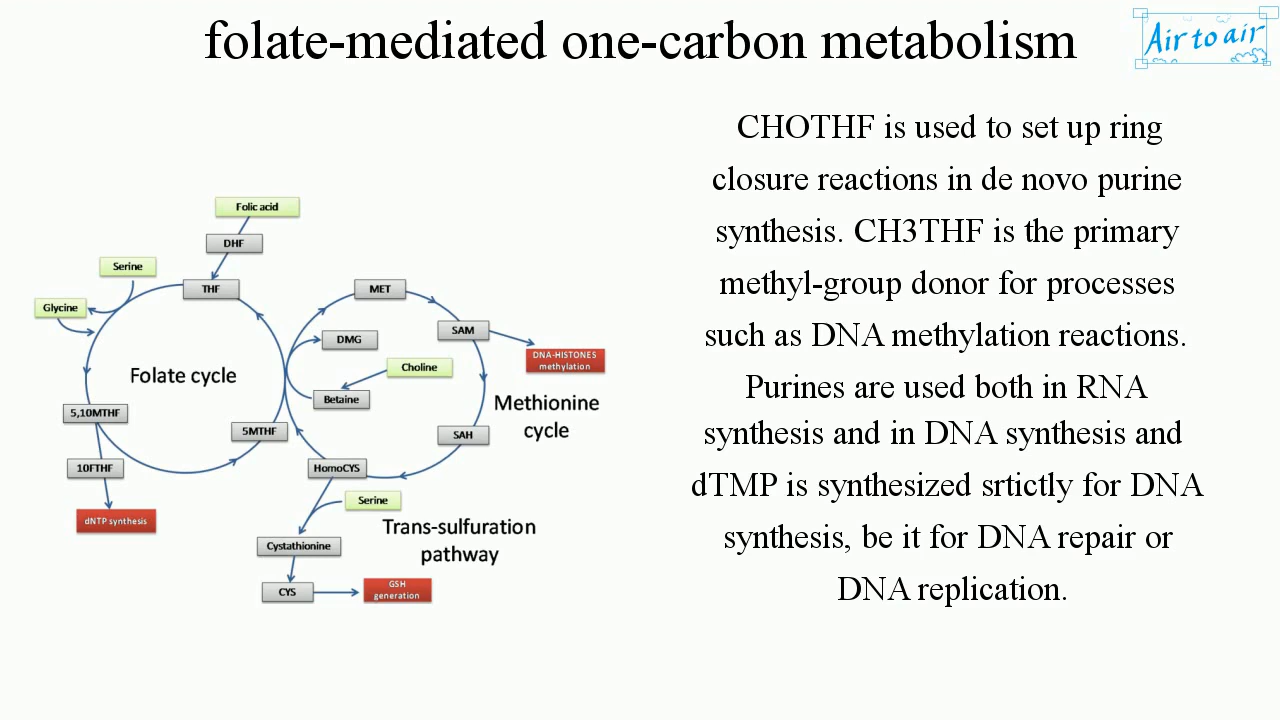 folate-mediated one-carbon metabolism
Air to air
CHOTHF is used to set up ring
closure reactions in de novo purine
synthesis. CH3THF is the primary
methyl-group donor for processes
such as DNA methylation reactions.
Purines are used both in RNA
synthesis and in DNA synthesis and
dTMP is synthesized srtictly for DNA
synthesis, be it for DNA repair or
DNA replication.
Folic acid
DHF
Serine
THF
Glycine
Folate cycle
5,10MTHF
5MTHF
10FTHF
dNTP synthesis
MET
SAM
DMG
DNA-HISTONES
methylation
Choline
Betaine
Methionine
cycle
SAH
HomoCYS
Serine
Trans-sulfuration
pathway
Cystathionine
CYS
GSH
generation